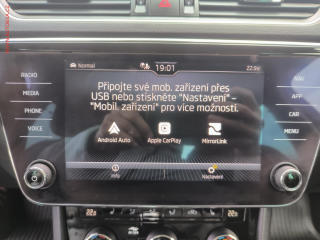 Normal
19:01
22.5°
RADIO
MEDIA
PHONE
VOICE
NAV
APP
CAR
MENU
Připojte své mob. zařízení přes
USB nebo stiskněte "Nastavení" –
"Mobil. zařízení" pro více možností.
Android Auto
Apple CarPlay
MirrorLink
Info
Nastavení